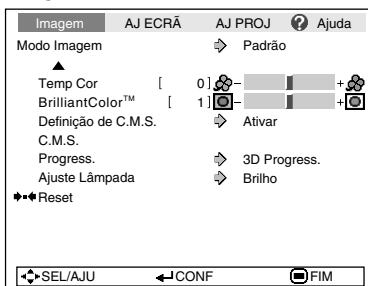 Imagem AJ ECRÃ AJ PROJ ? Ajuda
Modo Imagem Padrão
Temp Cor [ 0] - +
BrilliantColor™ [ 1] - +
Definição de C.M.S. Ativar
C.M.S.
Progress. 3D Progress.
Ajuste Lâmpada Brilho
Reset
SEL/AJU CONF FIM